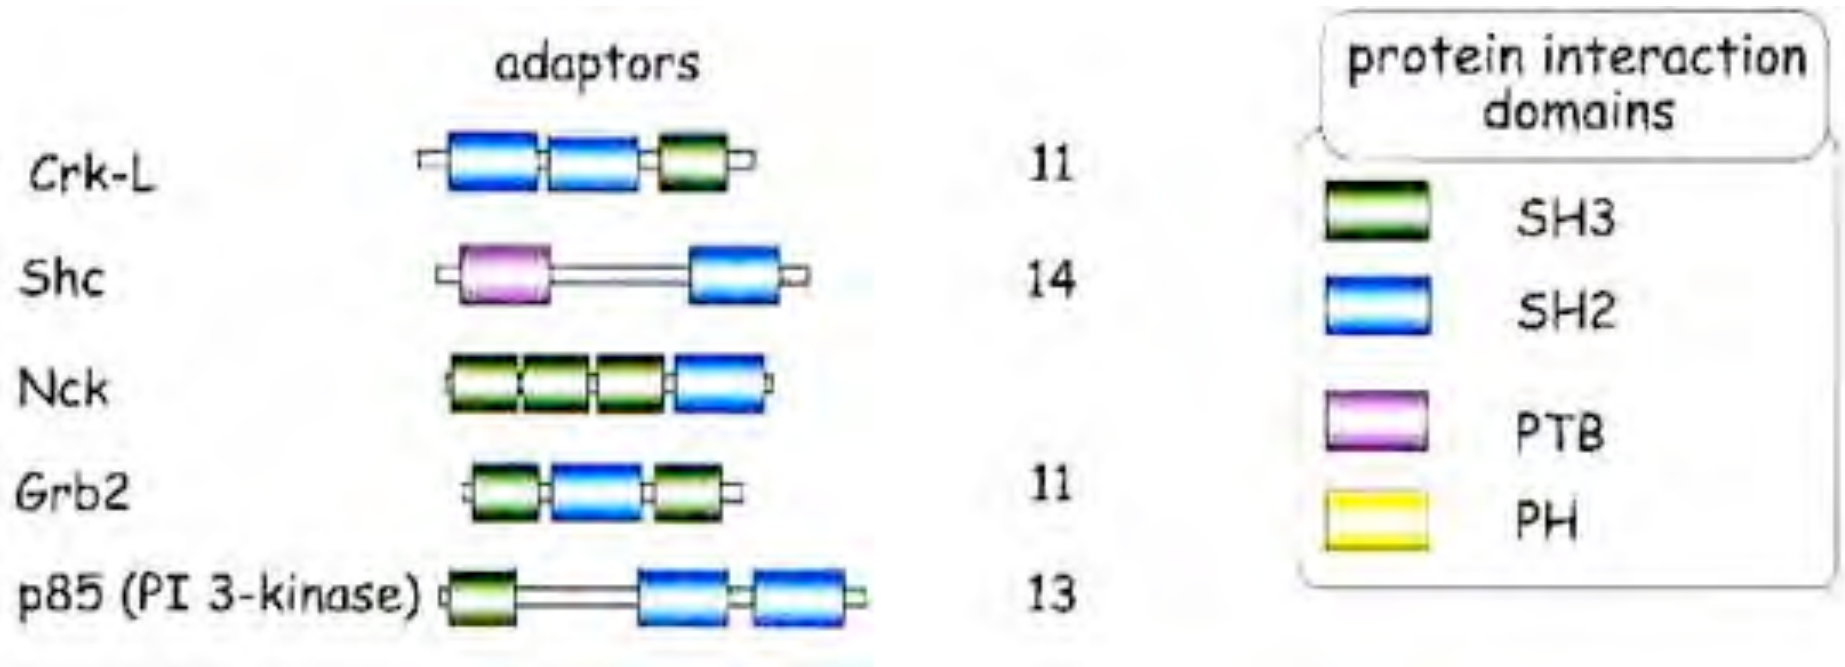 adaptors
Crk-L
11
Shc
14
Nck
Grb2
11
p85 (PI 3-kinase)
13
protein interaction
domains
SH3
SH2
PTB
PH